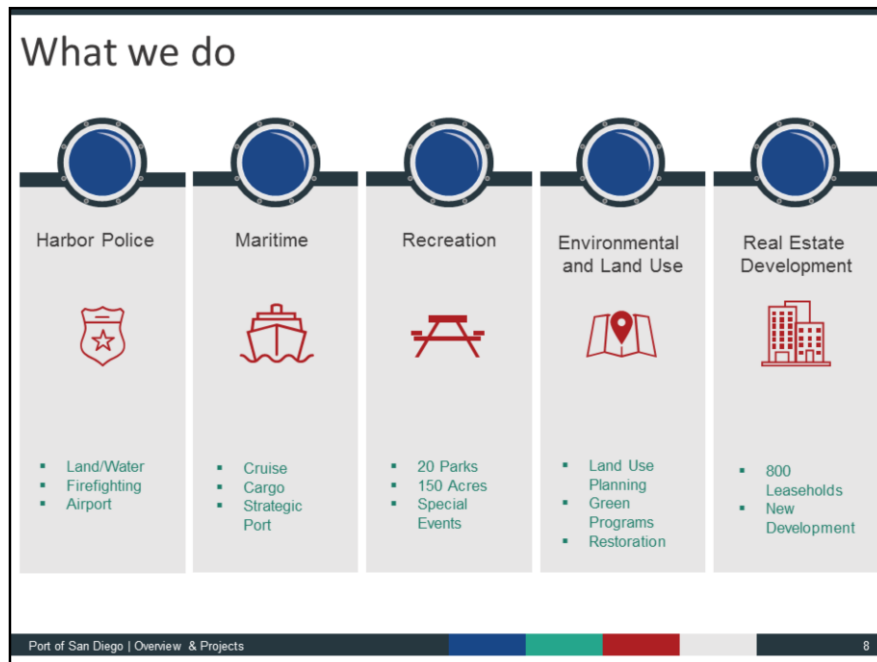 What we do
Harbor Police
▪ Land/Water
▪ Firefighting
▪ Airport
Maritime
▪ Cruise
▪ Cargo
▪ Strategic
Port
Recreation
▪ 20 Parks
▪ 150 Acres
▪ Special
Events
Environmental
and Land Use
▪ Land Use
Planning
▪ Green
Programs
▪ Restoration
Real Estate
Development
▪ 800
Leaseholds
▪ New
Development
Port of San Diego | Overview & Projects
8